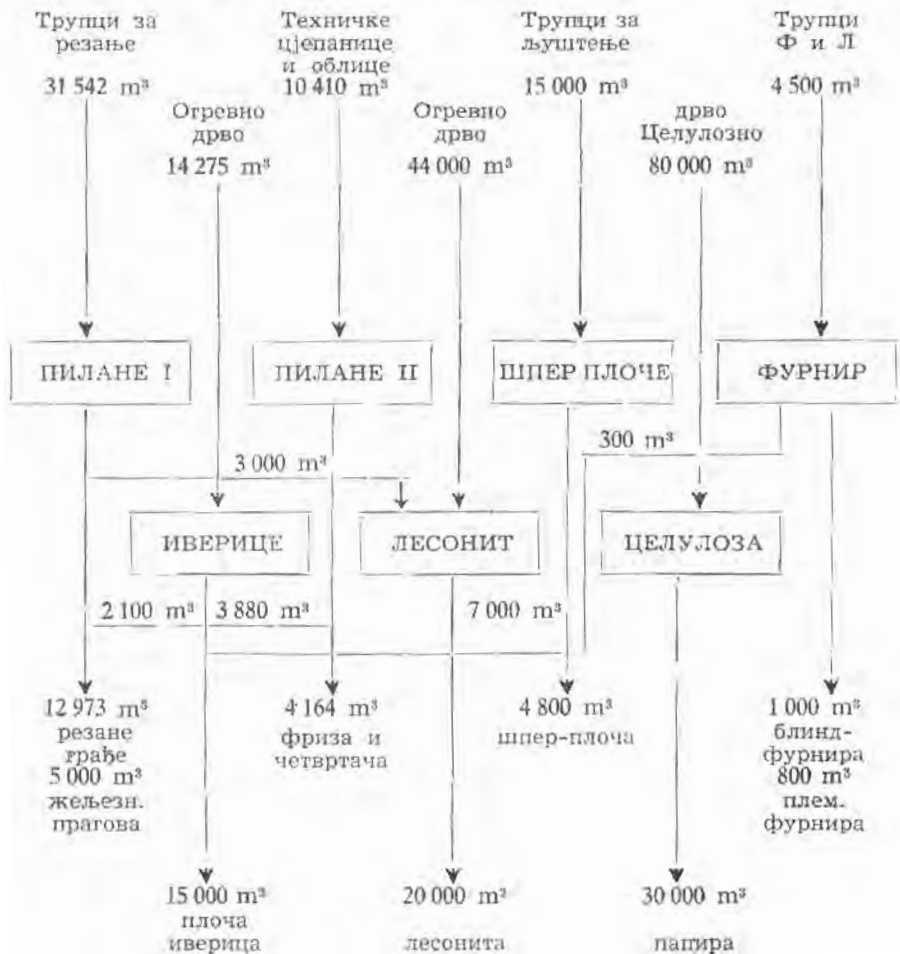 Трупци за
резање
31 542 m³
Техничке
цјепанице
и облице
10 410 m³
Трупци за
љуштење
15 000 m³
Трупци
Ф и Л
4 500 m³
Огревно
дрво
14 275 m³
Огревно
дрво
44 000 m³
дрво
Целулозно
80 000 m³
ПИЛАНЕ I
ПИЛАНЕ II
ШПЕР ПЛОЧЕ
ФУРНИР
3 000 m³
300 m³
ИВЕРИЦЕ
ЛЕСОНИТ
ЦЕЛУЛОЗА
2 100 m³
3 880 m³
7 000 m³
12 973 m³
резане
грађе
5 000 m³
жељезн.
прагова
4 164 m³
фриза и
четвртача
4 800 m³
шпер-плоча
1 000 m³
блинд-
фурнира
800 m³
плем.
фурнира
15 000 m³
плоча
иверица
20 000 m³
лесонита
30 000 m³
папира